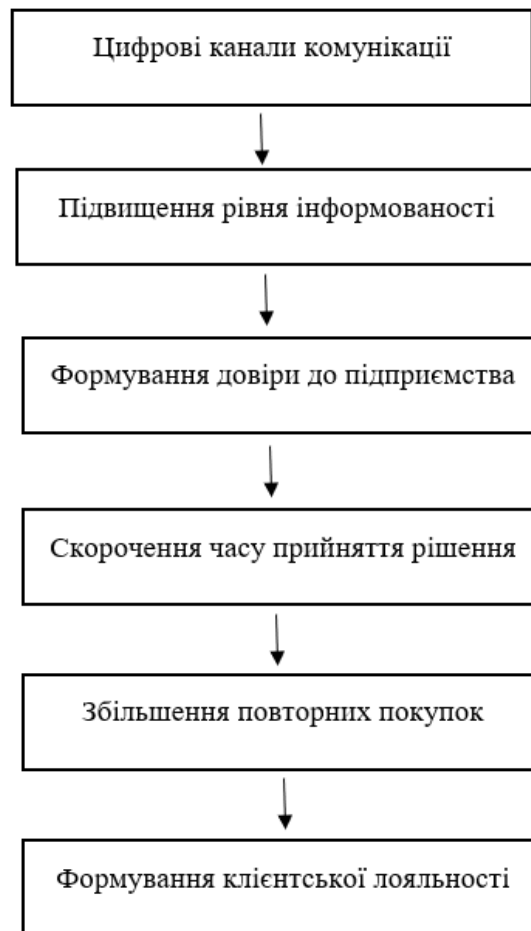 Цифрові канали комунікації
Підвищення рівня інформованості
Формування довіри до підприємства
Скорочення часу прийняття рішення
Збільшення повторних покупок
Формування клієнтської лояльності